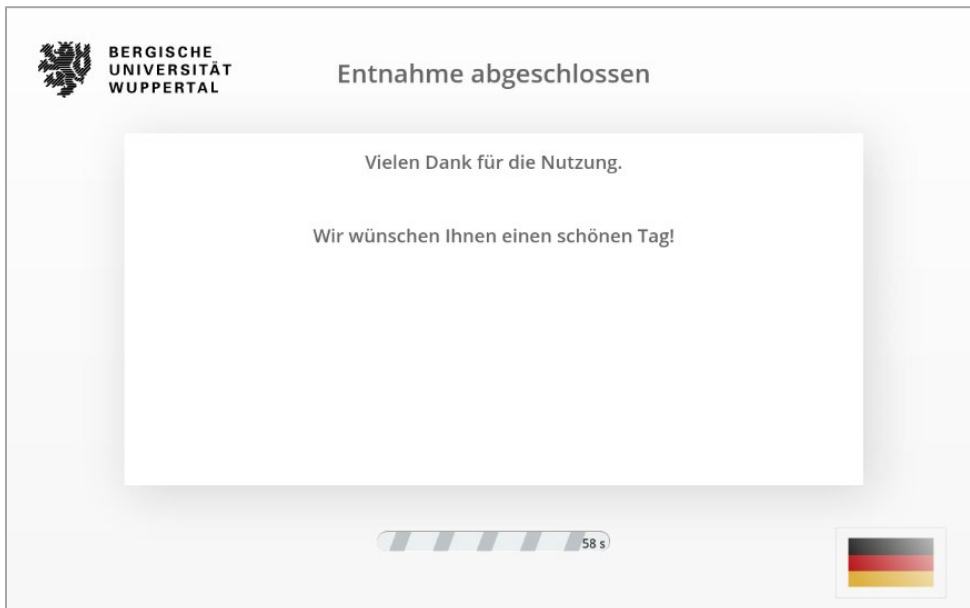 BERGISCHE
UNIVERSITÄT
WUPPERTAL
Entnahme abgeschlossen
Vielen Dank für die Nutzung.
Wir wünschen Ihnen einen schönen Tag!
58 s